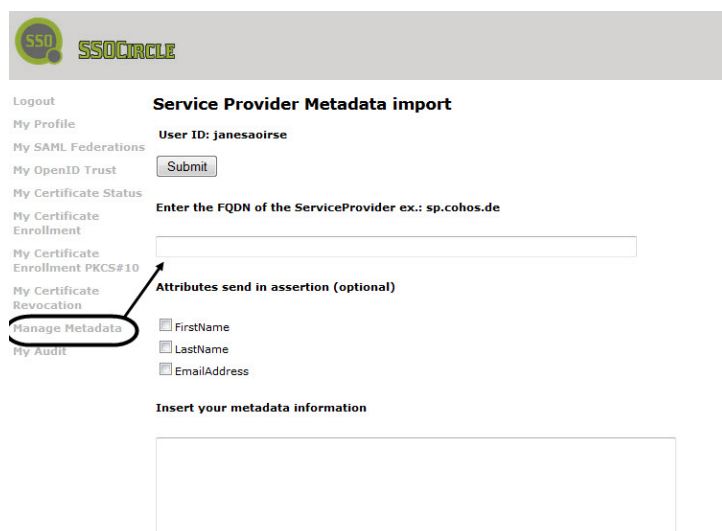 SSO
SSOCIRCLE
Logout
My Profile
My SAML Federations
My OpenID Trust
My Certificate Status
My Certificate
Enrollment
My Certificate
Enrollment PKCS#10
My Certificate
Revocation
Manage Metadata
My Audit
Service Provider Metadata import
User ID: janesaoirse
Submit
Enter the FQDN of the ServiceProvider ex.: sp.cohos.de
Attributes send in assertion (optional)
FirstName
LastName
EmailAddress
Insert your metadata information